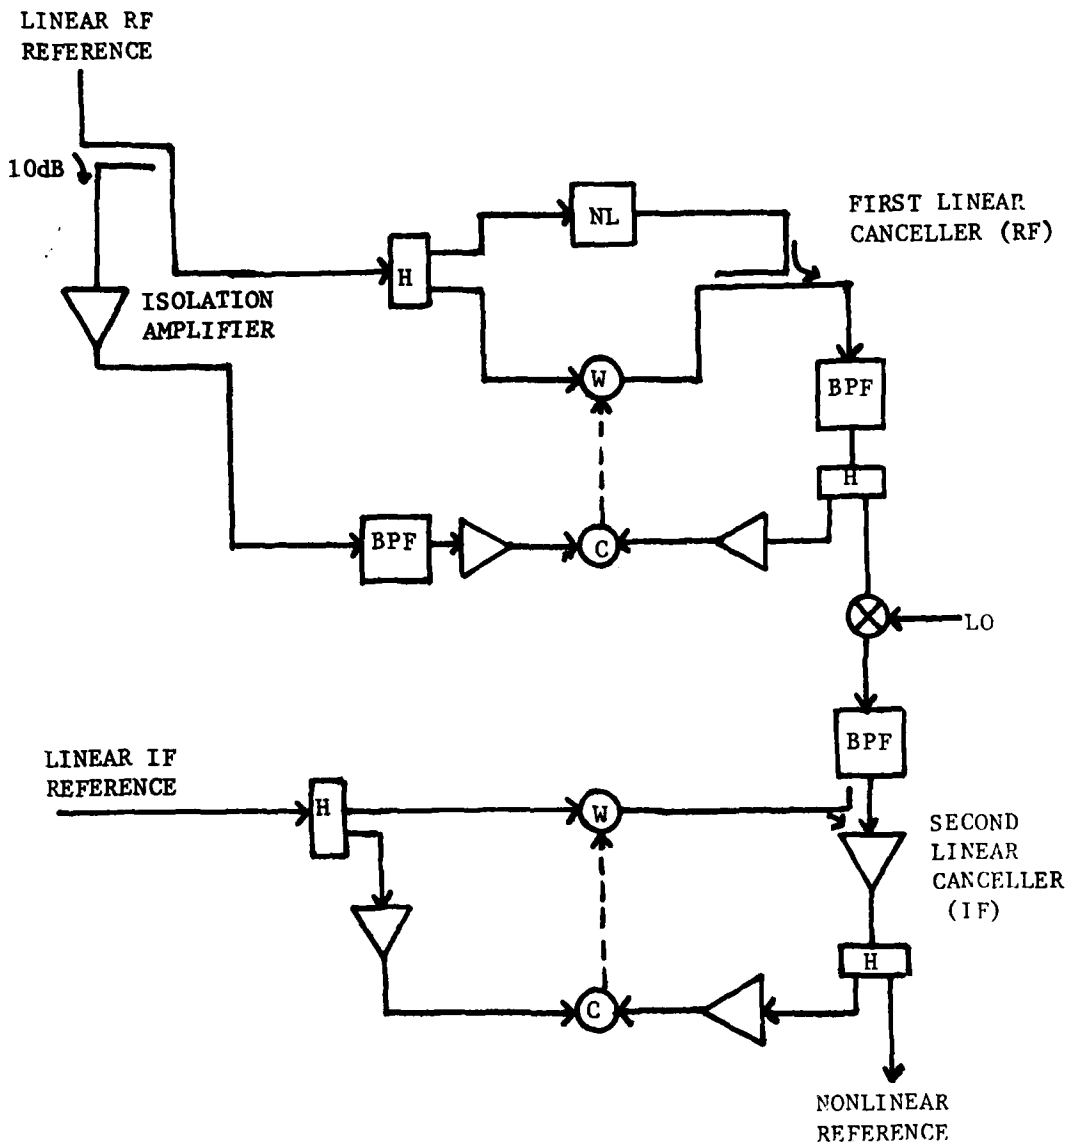 LINEAR RF
REFERENCE
10dB
ISOLATION
AMPLIFIER
H
NL
FIRST LINEAR
CANCELLER (RF)
W
BPF
H
BPF
C
LO
BPF
LINEAR IF
REFERENCE
H
W
SECOND
LINEAR
CANCELLER
(IF)
H
C
NONLINEAR
REFERENCE